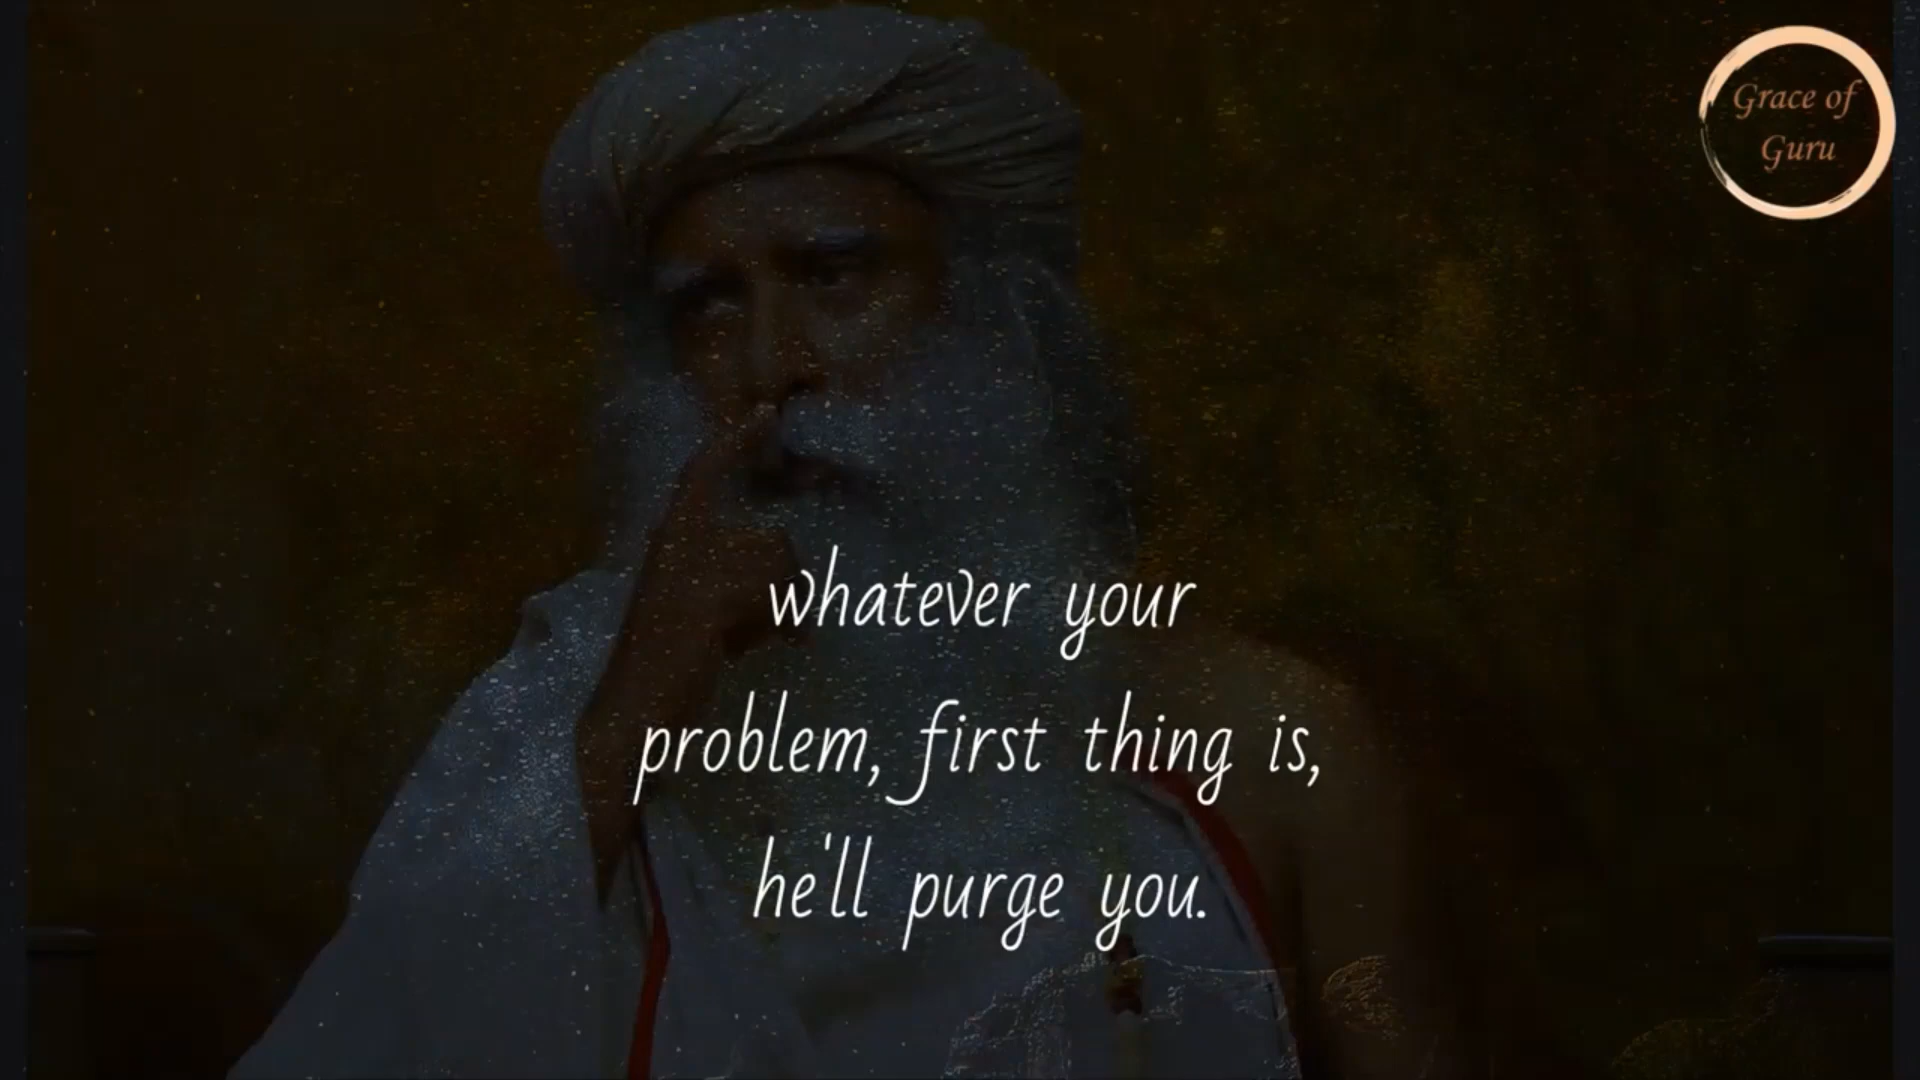 Grace of
Guru
whatever your
problem, first thing is,
he'll purge you.